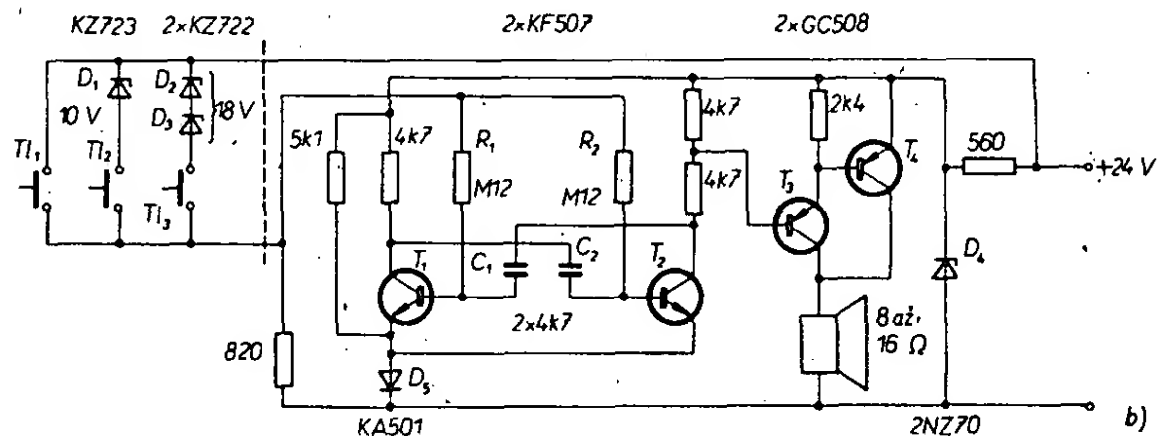 KZ723 2×KZ722 2×KF507 2×GC508
D₁ D₂
10 V 18 V
D₃
5k1 4k7 R₁ R₂ 4k7 2k4
Tl₁ Tl₂ M12 M12 4k7 T₃ T₄ 560 +24 V
Tl₃
T₁ C₁ C₂ T₂ D₄
2×4k7
820 8 až 16 Ω
D₅
KA501 2NZ70 b)